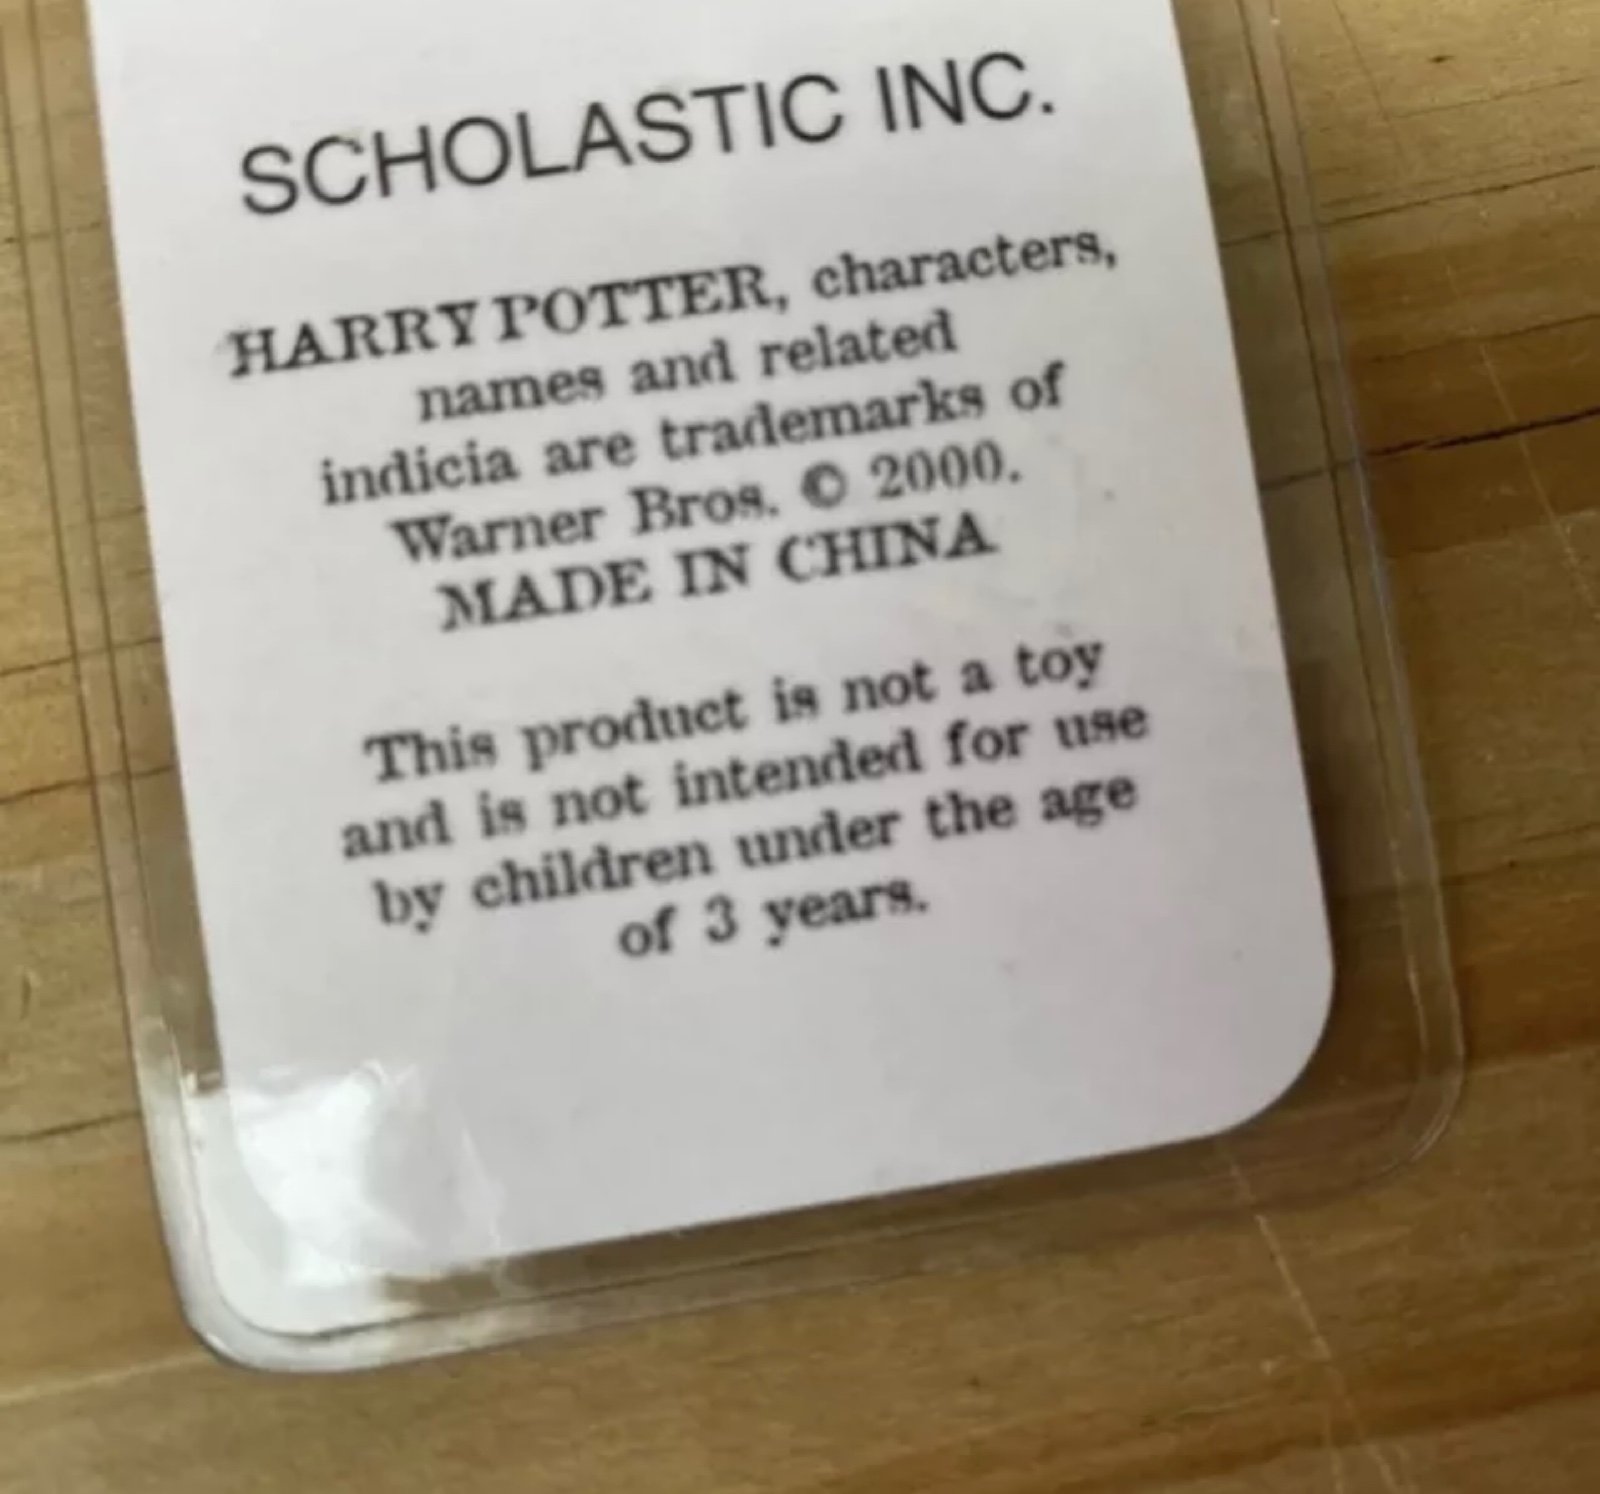 SCHOLASTIC INC.
HARRY POTTER, characters,
names and related
indicia are trademarks of
Warner Bros. © 2000.
MADE IN CHINA
This product is not a toy
and is not intended for use
by children under the age
of 3 years.